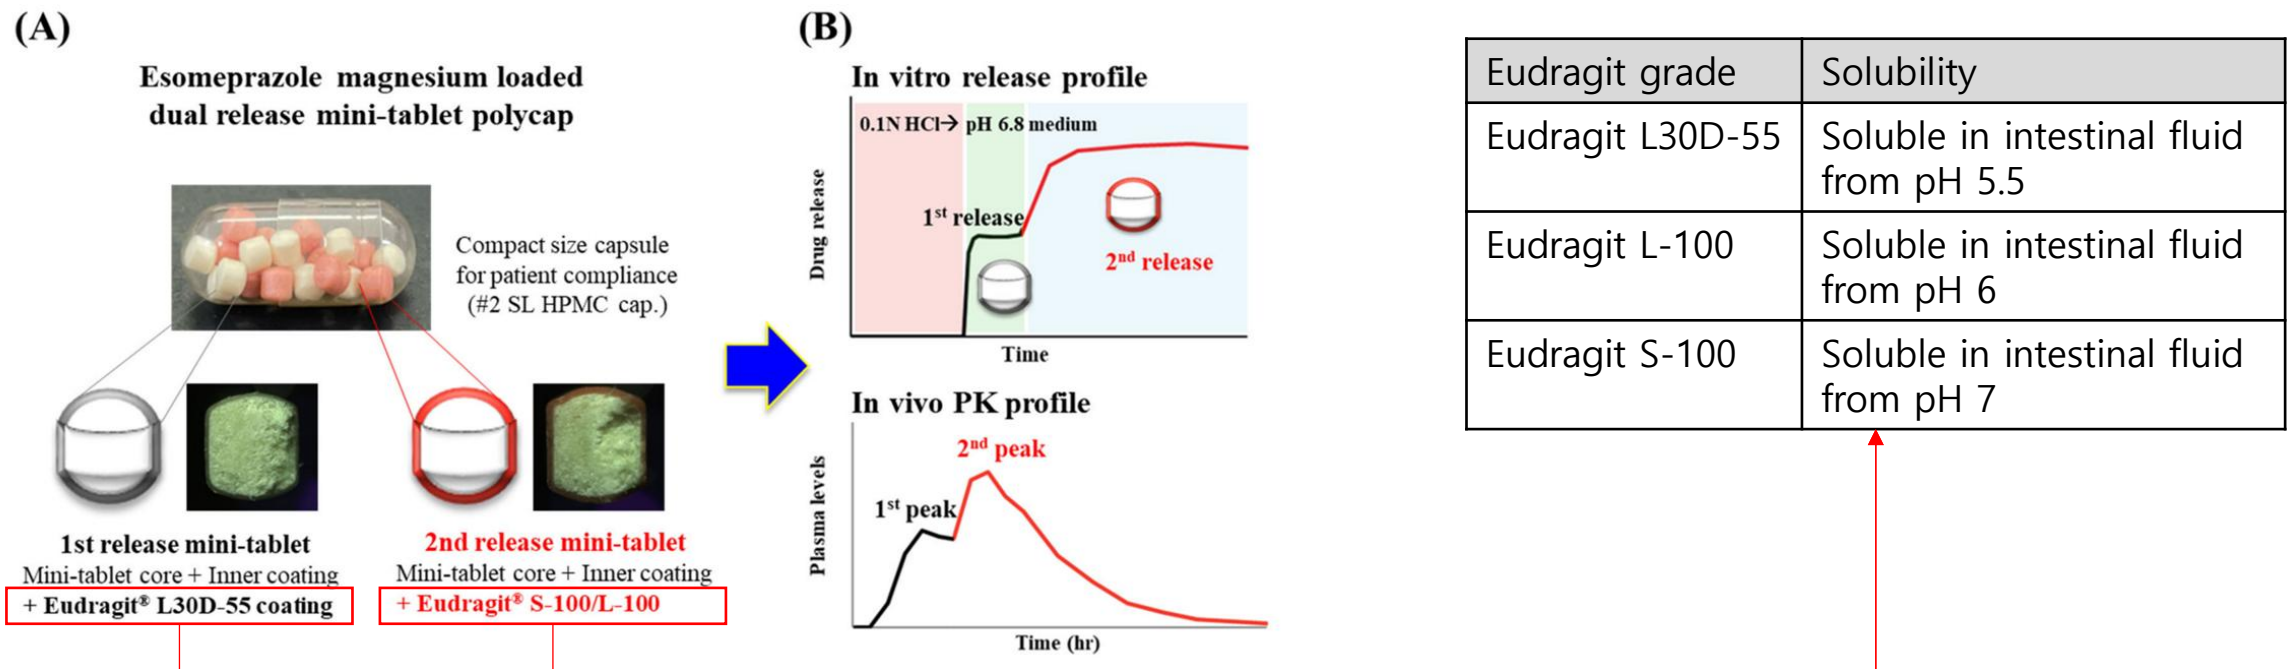 (A)
Esomeprazole magnesium loaded
dual release mini-tablet polycap
Compact size capsule
for patient compliance
(#2 SL HPMC cap.)
1st release mini-tablet
Mini-tablet core + Inner coating
+ Eudragit® L30D-55 coating
2nd release mini-tablet
Mini-tablet core + Inner coating
+ Eudragit® S-100/L-100
(B)
In vitro release profile
0.1N HCl→ pH 6.8 medium
Drug release
1st release
2nd release
Time
In vivo PK profile
Plasma levels
1st peak
2nd peak
Time (hr)
Eudragit grade
Solubility
Eudragit L30D-55
Soluble in intestinal fluid
from pH 5.5
Eudragit L-100
Soluble in intestinal fluid
from pH 6
Eudragit S-100
Soluble in intestinal fluid
from pH 7